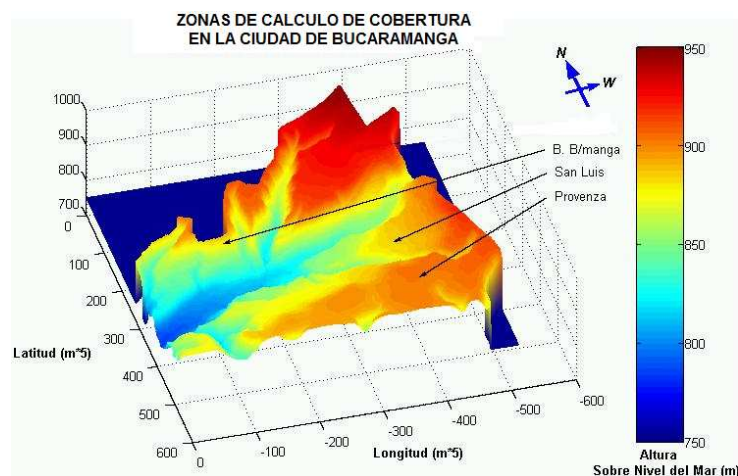 ZONAS DE CALCULO DE COBERTURA
EN LA CIUDAD DE BUCARAMANGA
N
W
B. B/manga
San Luis
Provenza
1000
900
800
700
0
100
200
300
400
500
600
Latitud (m*5)
0
-100
-200
-300
-400
-500
-600
Longitud (m*5)
950
900
850
800
750
Altura
Sobre Nivel del Mar (m)